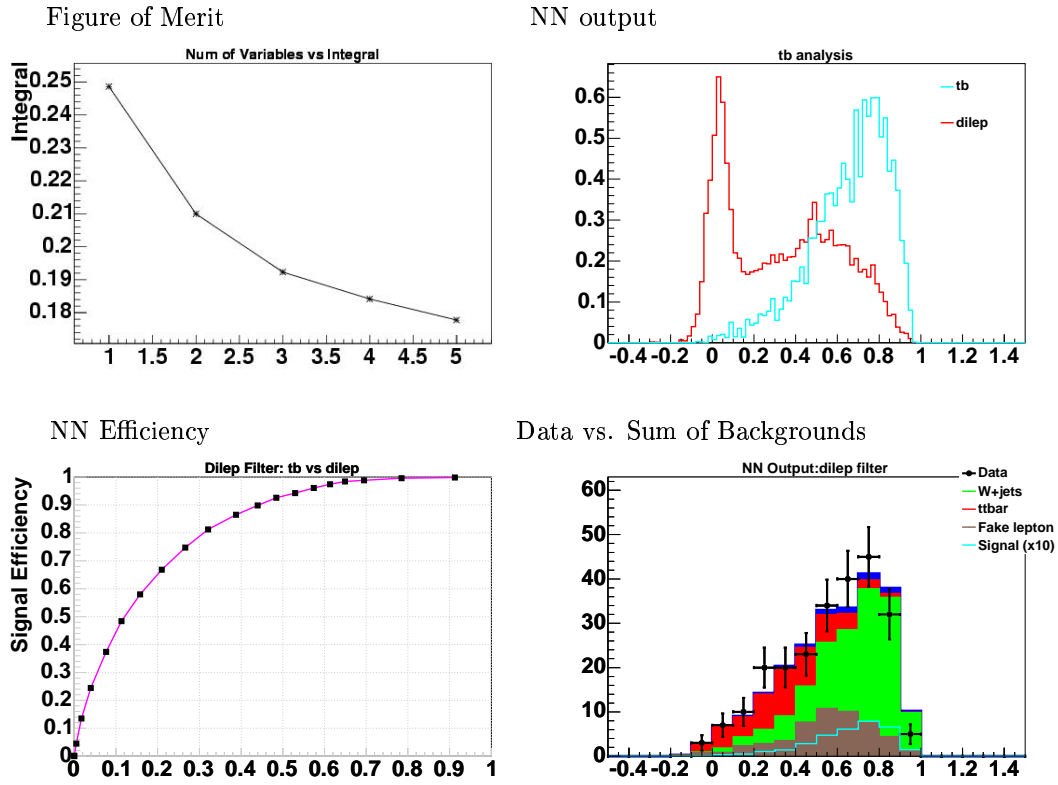 Figure of Merit
Num of Variables vs Integral
Integral
0.25
0.24
0.23
0.22
0.21
0.2
0.19
0.18
1 1.5 2 2.5 3 3.5 4 4.5 5
NN output
tb analysis
tb
dilep
0.6
0.5
0.4
0.3
0.2
0.1
0
-0.4 -0.2 0 0.2 0.4 0.6 0.8 1 1.2 1.4
NN Efficiency
Dilep Filter: tb vs dilep
Signal Efficiency
1
0.9
0.8
0.7
0.6
0.5
0.4
0.3
0.2
0.1
0
0 0.1 0.2 0.3 0.4 0.5 0.6 0.7 0.8 0.9 1
Data vs. Sum of Backgrounds
NN Output:dilep filter
Data
W+jets
ttbar
Fake lepton
Signal (x10)
60
50
40
30
20
10
0
-0.4 -0.2 0 0.2 0.4 0.6 0.8 1 1.2 1.4